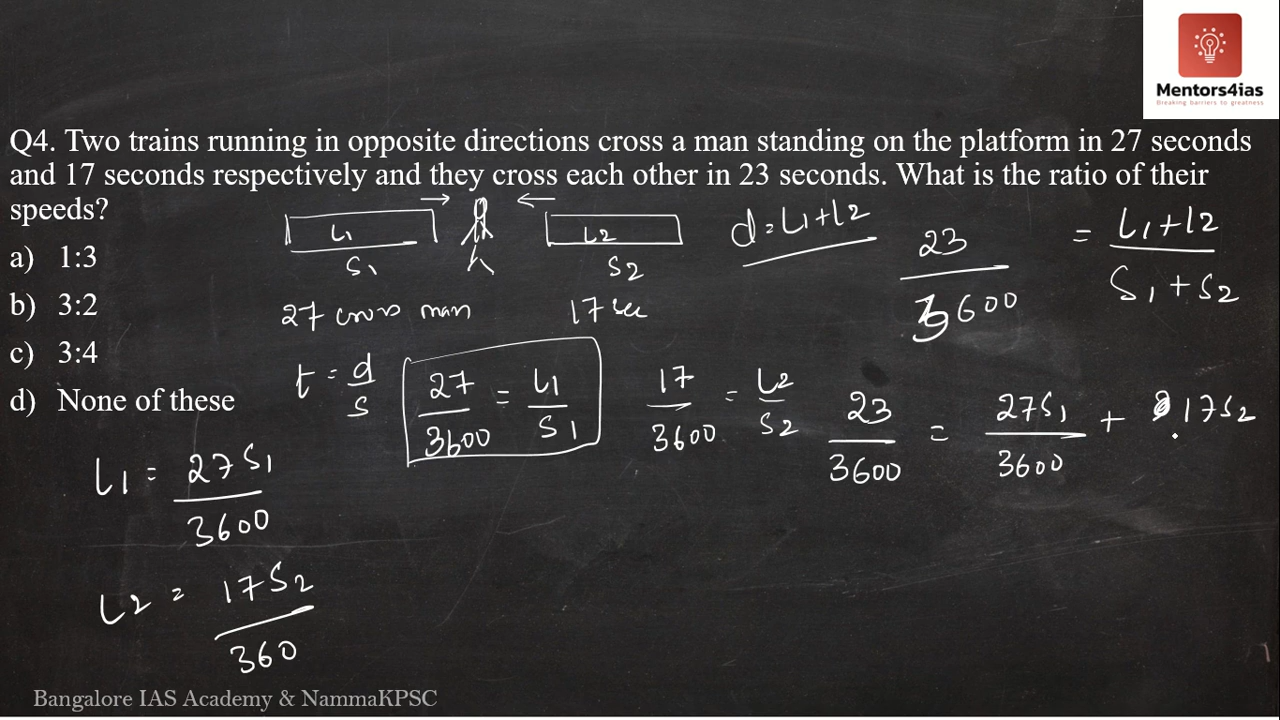 Mentors4ias
Breaking barriers to greatness
Q4. Two trains running in opposite directions cross a man standing on the platform in 27 seconds
and 17 seconds respectively and they cross each other in 23 seconds. What is the ratio of their
speeds?
a) 1:3
b) 3:2
c) 3:4
d) None of these
L1
S1
L2
S2
d = L1+L2
23/3600 = L1+L2/S1+S2
27 cross man
17 sec
t = d/s
27/3600 = L1/S1
17/3600 = L2/S2
23/3600 = 27S1/3600 + 17S2
L1 = 27S1/3600
L2 = 17S2/360
Bangalore IAS Academy & NammaKPSC